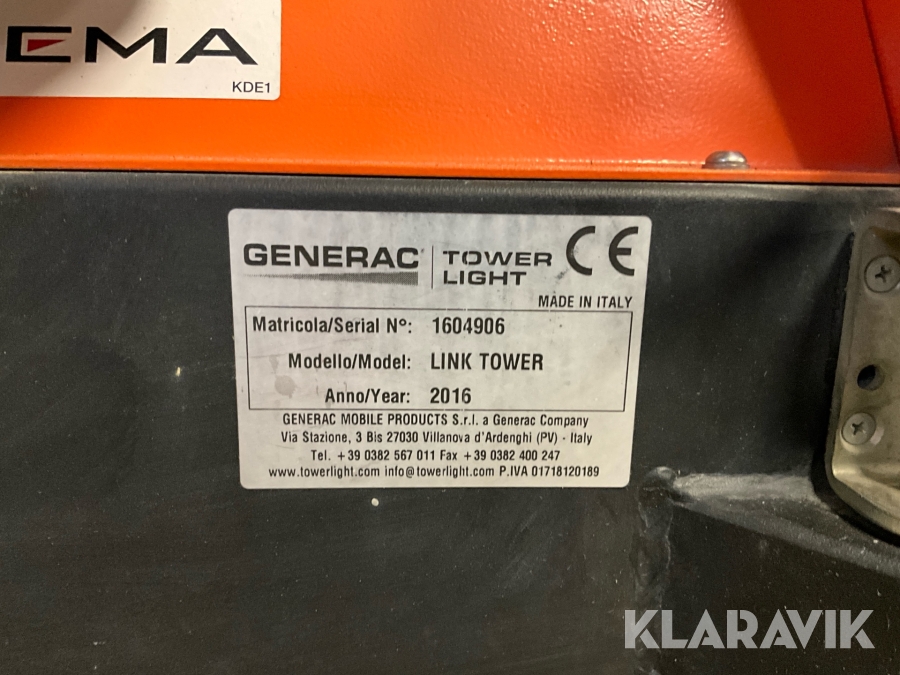 EMA
KDE1
GENERAC
TOWER
LIGHT
CE
MADE IN ITALY
Matricola/Serial Nº: 1604906
Modello/Model: LINK TOWER
Anno/Year: 2016
GENERAC MOBILE PRODUCTS S.r.l. a Generac Company
Via Stazione, 3 Bis 27030 Villanova d'Ardenghi (PV) - Italy
Tel. + 39 0382 567 011 Fax + 39 0382 400 247
www.towerlight.com info@towerlight.com P.IVA 01718120189
KLARAVIK